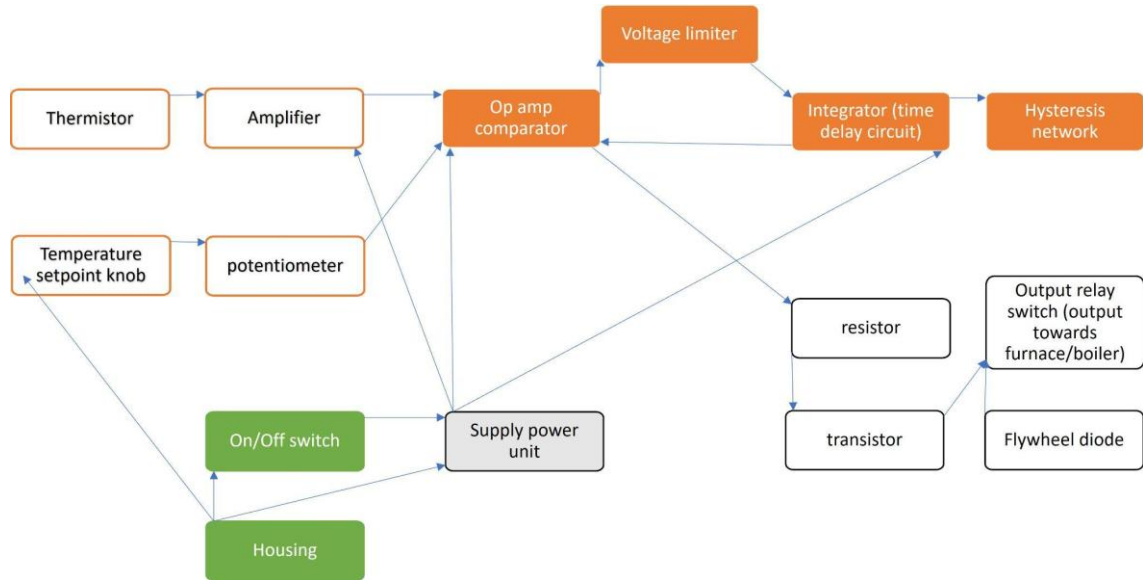 Voltage limiter
Thermistor
Amplifier
Op amp
comparator
Integrator (time
delay circuit)
Hysteresis
network
Temperature
setpoint knob
potentiometer
resistor
Output relay
switch (output
towards
furnace/boiler)
On/Off switch
Supply power
unit
transistor
Flywheel diode
Housing